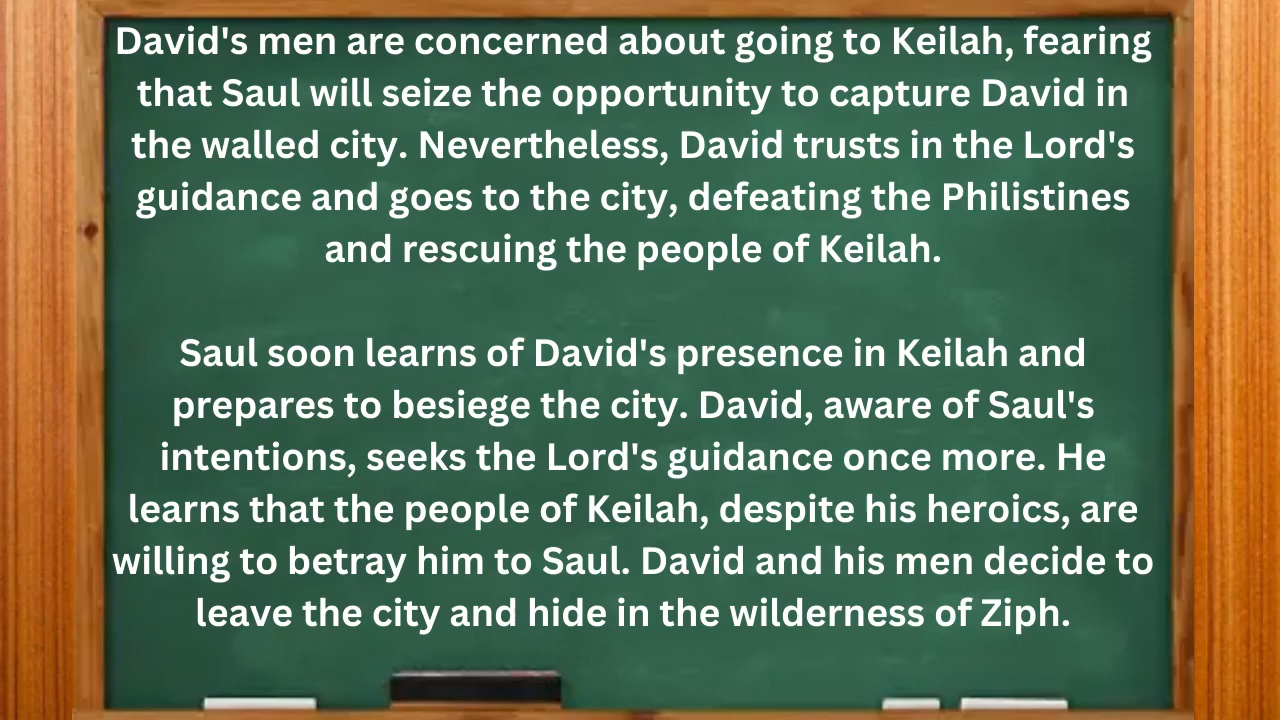 David's men are concerned about going to Keilah, fearing
that Saul will seize the opportunity to capture David in
the walled city. Nevertheless, David trusts in the Lord's
guidance and goes to the city, defeating the Philistines
and rescuing the people of Keilah.
Saul soon learns of David's presence in Keilah and
prepares to besiege the city. David, aware of Saul's
intentions, seeks the Lord's guidance once more. He
learns that the people of Keilah, despite his heroics, are
willing to betray him to Saul. David and his men decide to
leave the city and hide in the wilderness of Ziph.